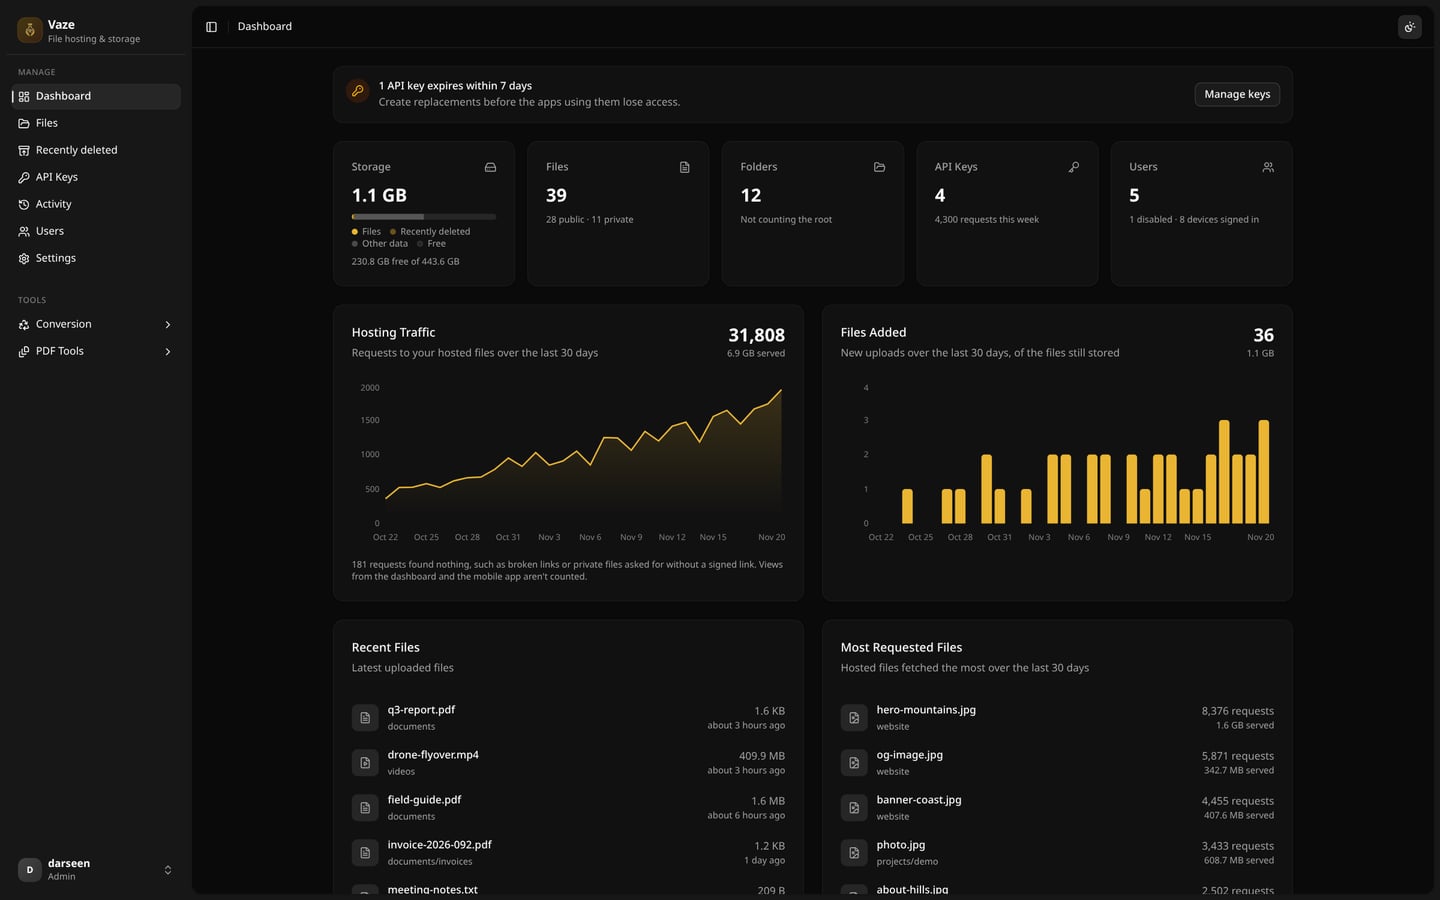 Vaze
File hosting & storage
MANAGE
Dashboard
Files
Recently deleted
API Keys
Activity
Users
Settings
TOOLS
Conversion
PDF Tools
D
darseen
Admin
Dashboard
1 API key expires within 7 days
Create replacements before the apps using them lose access.
Manage keys
Storage
1.1 GB
Files
Recently deleted
Other data
Free
230.8 GB free of 443.6 GB
Files
39
28 public · 11 private
Folders
12
Not counting the root
API Keys
4
4,300 requests this week
Users
5
1 disabled · 8 devices signed in
Hosting Traffic
Requests to your hosted files over the last 30 days
31,808
6.9 GB served
2000
1500
1000
500
0
Oct 22 Oct 25 Oct 28 Oct 31 Nov 3 Nov 6 Nov 9 Nov 12 Nov 15 Nov 20
181 requests found nothing, such as broken links or private files asked for without a signed link. Views
from the dashboard and the mobile app aren't counted.
Files Added
New uploads over the last 30 days, of the files still stored
36
1.1 GB
4
3
2
1
0
Oct 22 Oct 25 Oct 28 Oct 31 Nov 3 Nov 6 Nov 9 Nov 12 Nov 15 Nov 20
Recent Files
Latest uploaded files
q3-report.pdf 1.6 KB
documents about 3 hours ago
drone-flyover.mp4 409.9 MB
videos about 3 hours ago
field-guide.pdf 1.6 MB
documents about 6 hours ago
invoice-2026-092.pdf 1.2 KB
documents/invoices 1 day ago
meeting-notes.txt 209 B
Most Requested Files
Hosted files fetched the most over the last 30 days
hero-mountains.jpg 8,376 requests
website 1.6 GB served
og-image.jpg 5,871 requests
website 342.7 MB served
banner-coast.jpg 4,455 requests
website 407.6 MB served
photo.jpg 3,433 requests
projects/demo 608.7 MB served
about-hills.jpg 2,502 requests